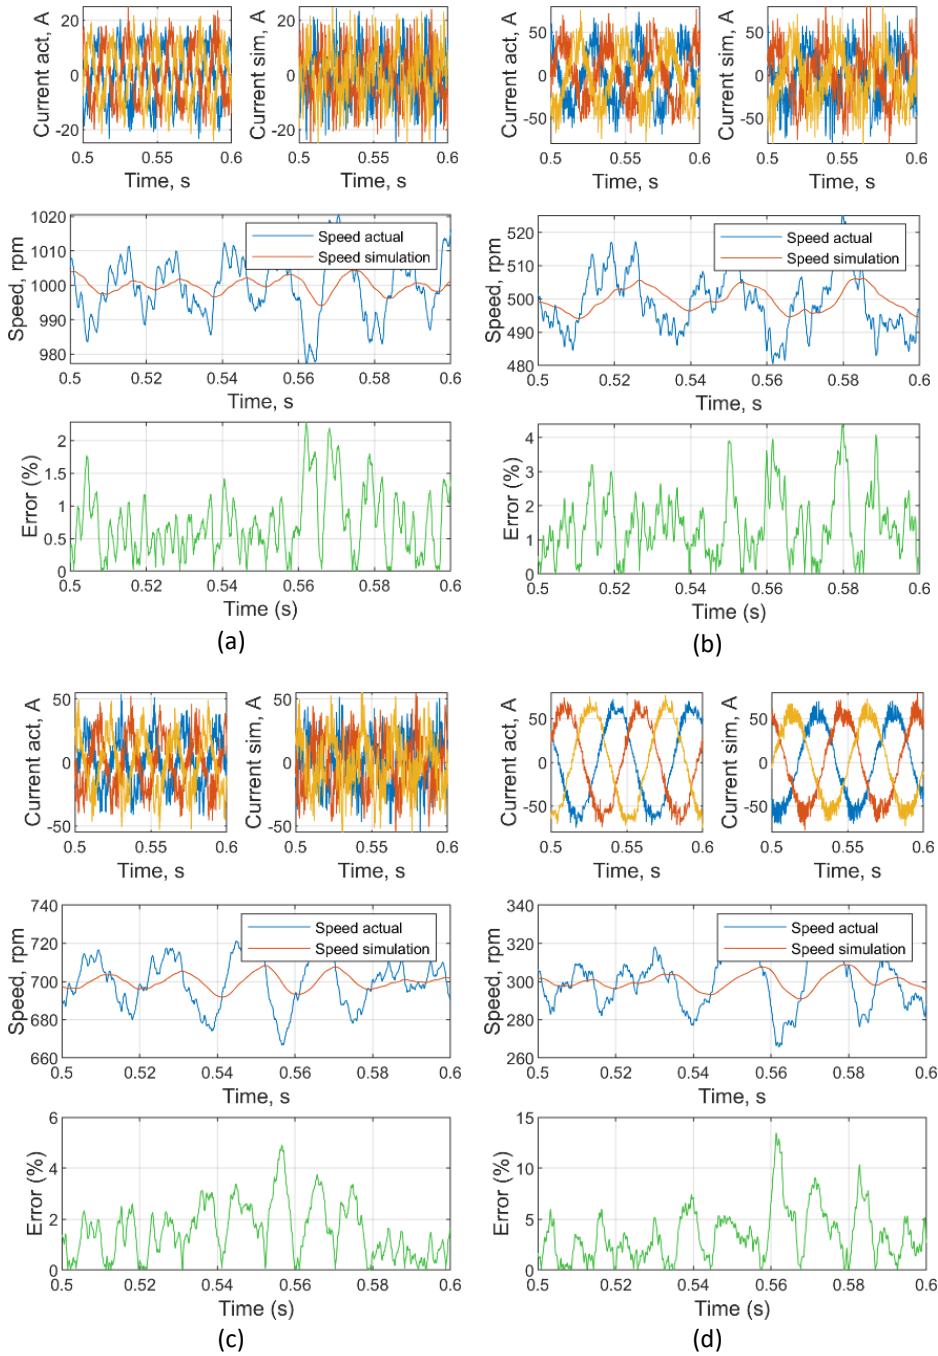 Current act, A
20
0
-20
0.5 0.55 0.6
Time, s
Current sim, A
20
0
-20
0.5 0.55 0.6
Time, s
Speed, rpm
1020
1010
1000
990
980
Speed actual
Speed simulation
0.5 0.52 0.54 0.56 0.58 0.6
Time, s
Error (%)
2
1.5
1
0.5
0
0.5 0.52 0.54 0.56 0.58 0.6
Time (s)
(a)
Current act, A
50
0
-50
0.5 0.55 0.6
Time, s
Current sim, A
50
0
-50
0.5 0.55 0.6
Time, s
Speed, rpm
520
510
500
490
480
Speed actual
Speed simulation
0.5 0.52 0.54 0.56 0.58 0.6
Time, s
Error (%)
4
3
2
1
0
0.5 0.52 0.54 0.56 0.58 0.6
Time (s)
(b)
Current act, A
50
0
-50
0.5 0.55 0.6
Time, s
Current sim, A
50
0
-50
0.5 0.55 0.6
Time, s
Speed, rpm
740
720
700
680
660
Speed actual
Speed simulation
0.5 0.52 0.54 0.56 0.58 0.6
Time, s
Error (%)
6
4
2
0
0.5 0.52 0.54 0.56 0.58 0.6
Time (s)
(c)
Current act, A
50
0
-50
0.5 0.55 0.6
Time, s
Current sim, A
50
0
-50
0.5 0.55 0.6
Time, s
Speed, rpm
340
320
300
280
260
Speed actual
Speed simulation
0.5 0.52 0.54 0.56 0.58 0.6
Time, s
Error (%)
15
10
5
0
0.5 0.52 0.54 0.56 0.58 0.6
Time (s)
(d)